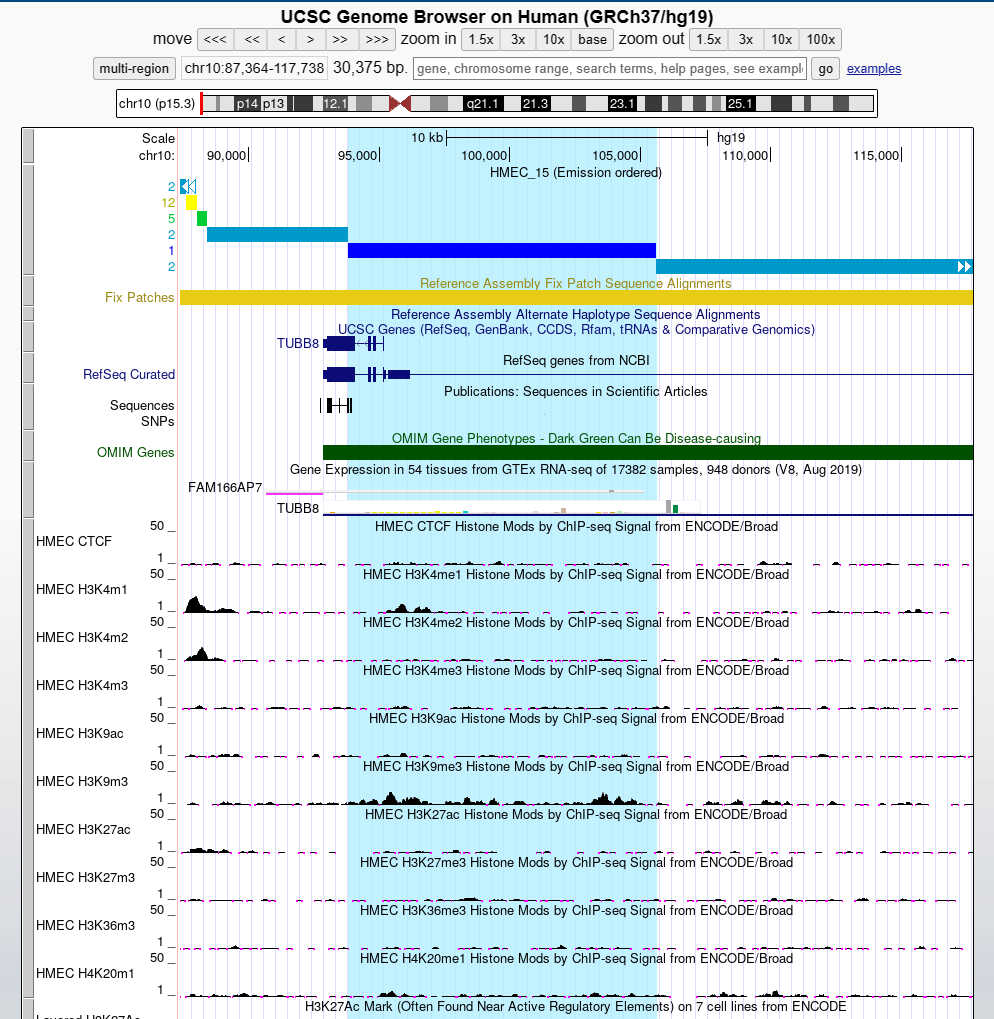 UCSC Genome Browser on Human (GRCh37/hg19)
move <<< << < > >> >>> zoom in 1.5x 3x 10x base zoom out 1.5x 3x 10x 100x
multi-region chr10:87,364-117,738 30,375 bp. gene, chromosome range, search terms, help pages, see exampl go examples
chr10 (p15.3) p14 p13 12.1 q21.1 21.3 23.1 25.1
Scale 10 kb hg19
chr10: 90,000 95,000 100,000 105,000 110,000 115,000
HMEC_15 (Emission ordered)
2
12
5
2
1
2
Reference Assembly Fix Patch Sequence Alignments
Fix Patches
Reference Assembly Alternate Haplotype Sequence Alignments
UCSC Genes (RefSeq, GenBank, CCDS, Rfam, tRNAs & Comparative Genomics)
TUBB8
RefSeq genes from NCBI
RefSeq Curated
Publications: Sequences in Scientific Articles
Sequences
SNPs
OMIM Gene Phenotypes - Dark Green Can Be Disease-causing
OMIM Genes
Gene Expression in 54 tissues from GTEx RNA-seq of 17382 samples, 948 donors (V8, Aug 2019)
FAM166AP7
TUBB8
50 _ HMEC CTCF Histone Mods by ChIP-seq Signal from ENCODE/Broad
HMEC CTCF
1 _
50 _ HMEC H3K4me1 Histone Mods by ChIP-seq Signal from ENCODE/Broad
HMEC H3K4m1
1 _
50 _ HMEC H3K4me2 Histone Mods by ChIP-seq Signal from ENCODE/Broad
HMEC H3K4m2
1 _
50 _ HMEC H3K4me3 Histone Mods by ChIP-seq Signal from ENCODE/Broad
HMEC H3K4m3
1 _
50 _ HMEC H3K9ac Histone Mods by ChIP-seq Signal from ENCODE/Broad
HMEC H3K9ac
1 _
50 _ HMEC H3K9me3 Histone Mods by ChIP-seq Signal from ENCODE/Broad
HMEC H3K9m3
1 _
50 _ HMEC H3K27ac Histone Mods by ChIP-seq Signal from ENCODE/Broad
HMEC H3K27ac
1 _
50 _ HMEC H3K27me3 Histone Mods by ChIP-seq Signal from ENCODE/Broad
HMEC H3K27m3
1 _
50 _ HMEC H3K36me3 Histone Mods by ChIP-seq Signal from ENCODE/Broad
HMEC H3K36m3
1 _
50 _ HMEC H4K20me1 Histone Mods by ChIP-seq Signal from ENCODE/Broad
HMEC H4K20m1
1 _
H3K27Ac Mark (Often Found Near Active Regulatory Elements) on 7 cell lines from ENCODE